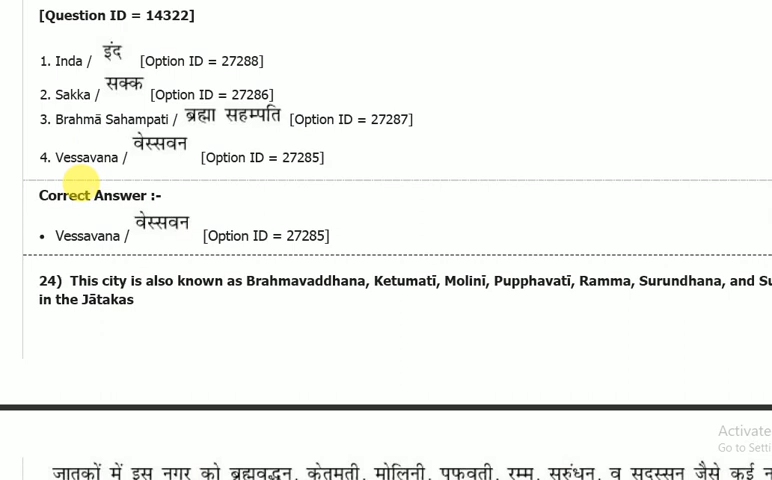 [Question ID = 14322]
1. Inda / इंद [Option ID = 27288]
2. Sakka / सक्क [Option ID = 27286]
3. Brahmā Sahampati / ब्रह्मा सहम्पति [Option ID = 27287]
4. Vessavana / वेस्सवन [Option ID = 27285]
Correct Answer :-
• Vessavana / वेस्सवन [Option ID = 27285]
24) This city is also known as Brahmavaddhana, Ketumatī, Molinī, Pupphavatī, Ramma, Surundhana, and
in the Jātakas
Activate
Go to
जातकों में इस नगर को ब्रह्मवद्धन, केतुमती, मोलिनी, पुफवती, रम्म, सरुंधन, व सुदस्सन जैसे कई